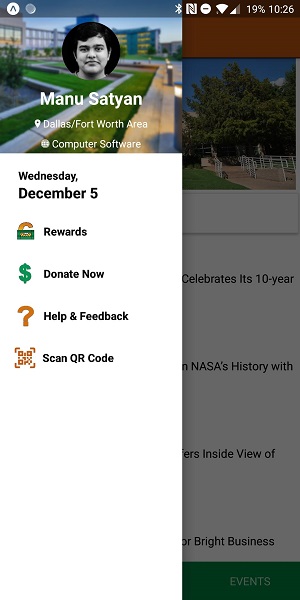 19% 10:26
Manu Satyan
Dallas/Fort Worth Area
Computer Software
Wednesday,
December 5
Rewards
Celebrates Its 10-year
Donate Now
Help & Feedback
Scan QR Code
n NASA's History with
fers Inside View of
or Bright Business
EVENTS